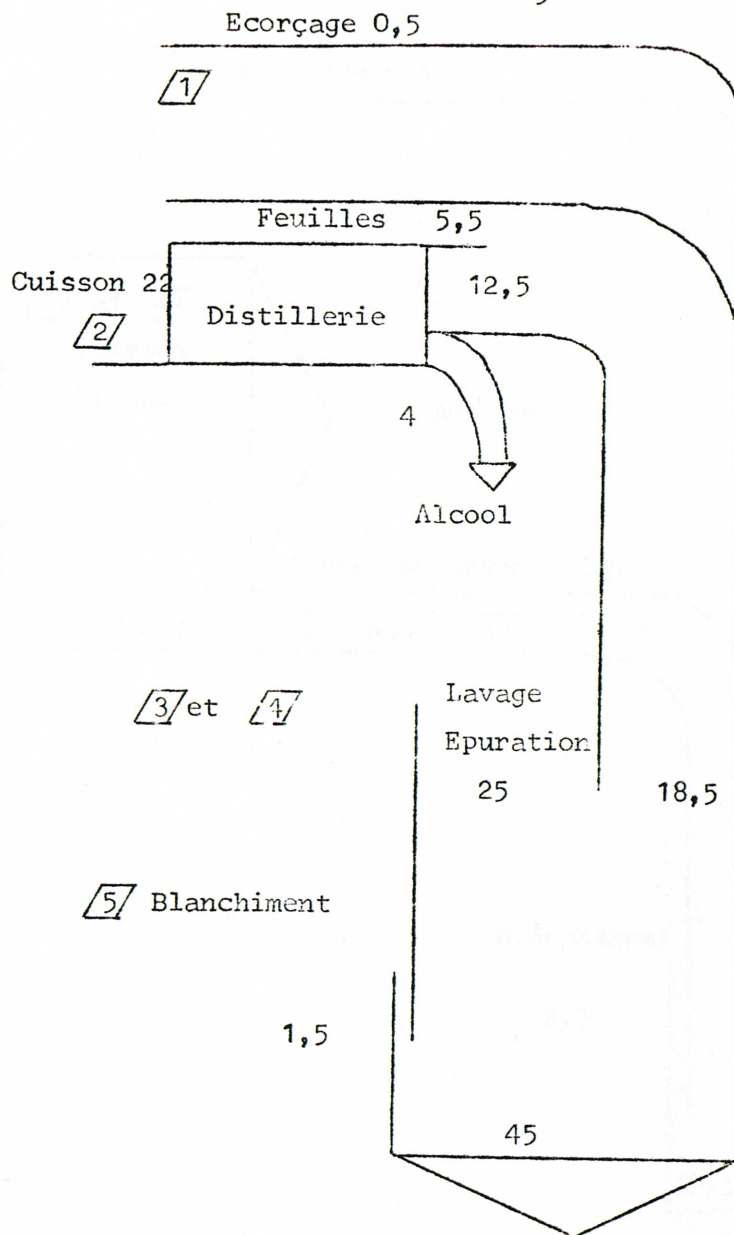 Ecorçage 0,5
1
Feuilles 5,5
Cuisson 22
12,5
2
Distillerie
4
Alcool
3 et 4
Lavage
Epuration
25
18,5
5 Blanchiment
1,5
45